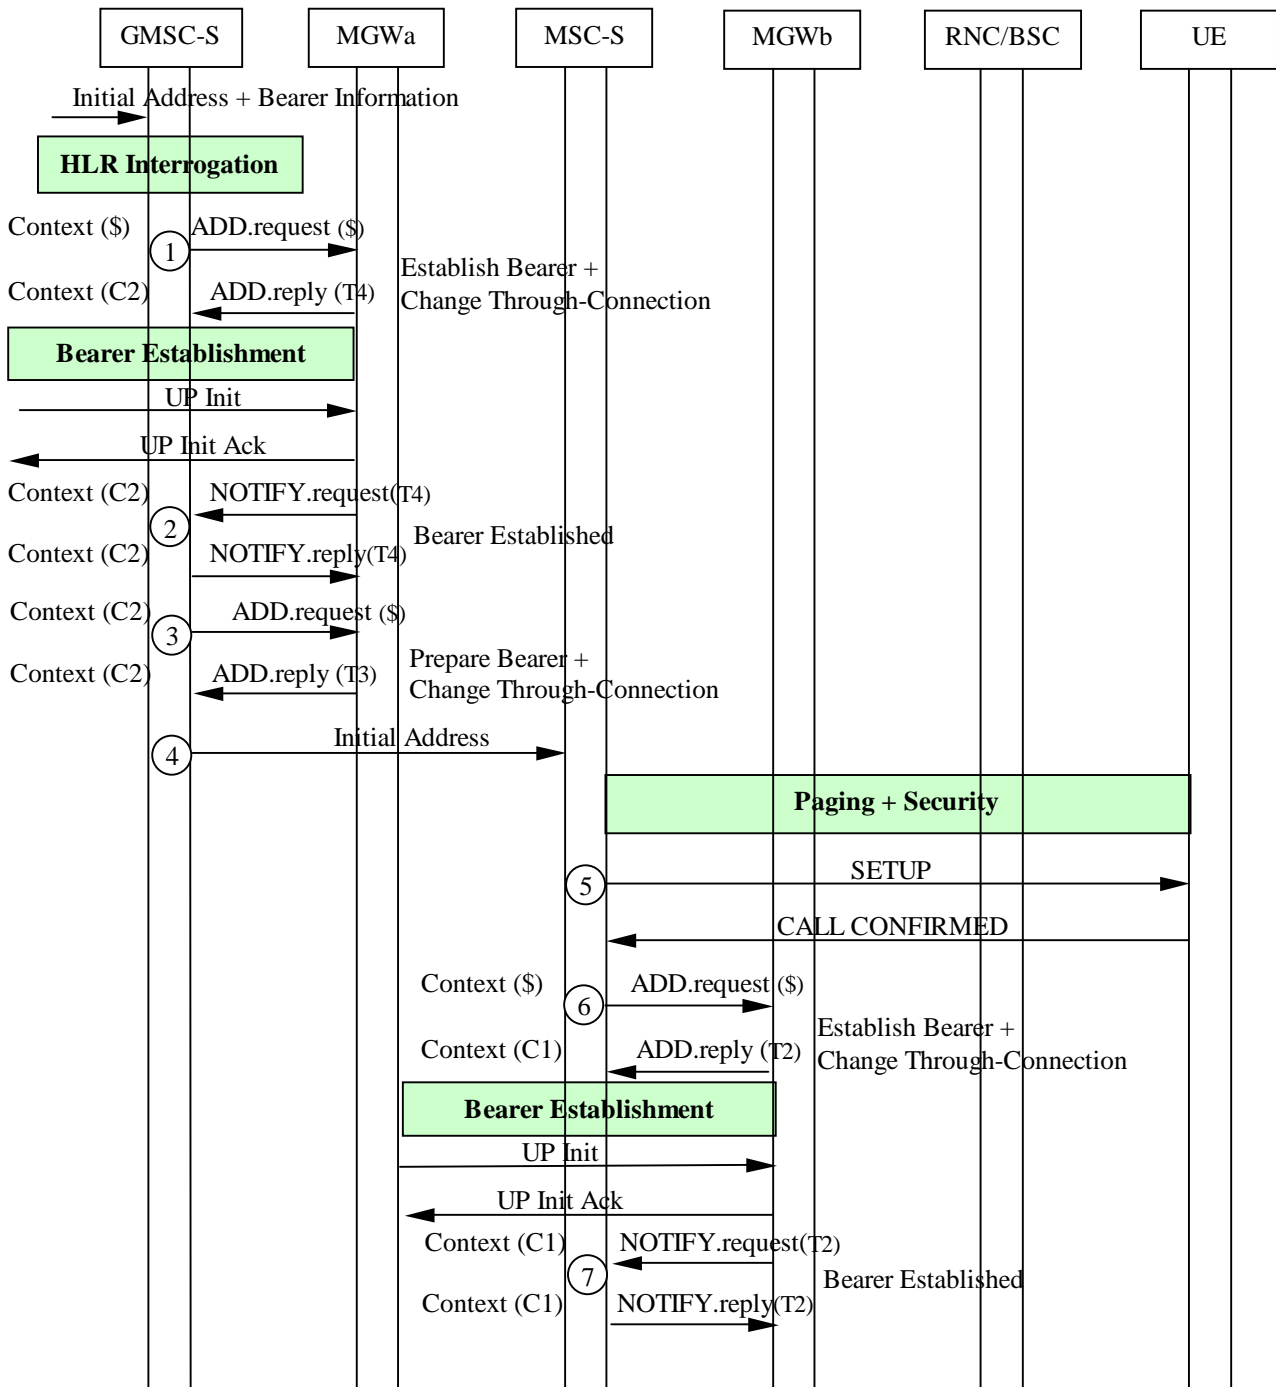 GMSC-S MGWa MSC-S MGWb RNC/BSC UE
Initial Address + Bearer Information
HLR Interrogation
Context ($) ADD.request ($)
1
Establish Bearer +
Context (C2) ADD.reply (T4)
Change Through-Connection
Bearer Establishment
UP Init
UP Init Ack
Context (C2) NOTIFY.request(T4)
2
Bearer Established
Context (C2) NOTIFY.reply(T4)
Context (C2) ADD.request ($)
3
Prepare Bearer +
Context (C2) ADD.reply (T3)
Change Through-Connection
Initial Address
4
Paging + Security
SETUP
5
CALL CONFIRMED
Context ($) ADD.request ($)
6
Establish Bearer +
Context (C1) ADD.reply (T2)
Change Through-Connection
Bearer Establishment
UP Init
UP Init Ack
Context (C1) NOTIFY.request(T2)
7
Bearer Established
Context (C1) NOTIFY.reply(T2)